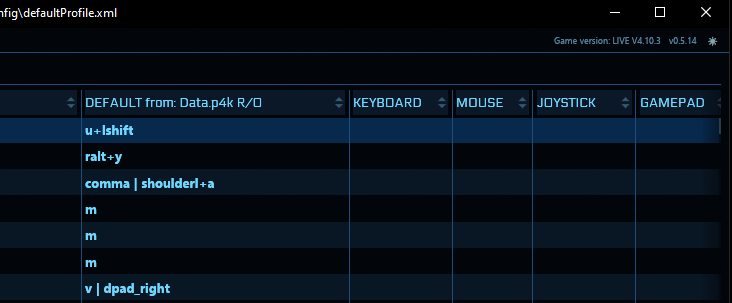 nfig\defaultProfile.xml
Game version: LIVE V4.10.3 v0.5.14
DEFAULT from: Data.p4k R/O KEYBOARD MOUSE JOYSTICK GAMEPAD
u+lshift
ralt+y
comma | shoulderl+a
m
m
m
v | dpad_right